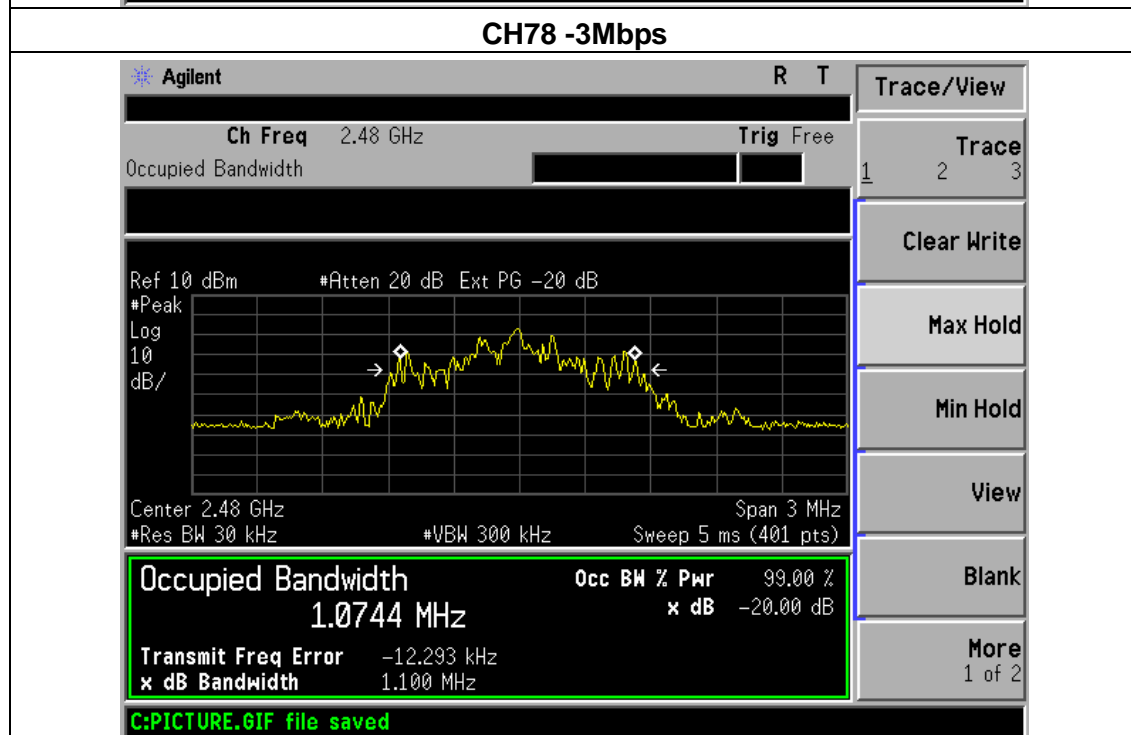 CH78 -3Mbps
Agilent R T
Trace/View
Ch Freq 2.48 GHz Trig Free
Occupied Bandwidth
Trace
1 2 3
Clear Write
Ref 10 dBm #Atten 20 dB Ext PG -20 dB
#Peak
Log
10
dB/
Max Hold
Min Hold
View
Center 2.48 GHz Span 3 MHz
#Res BW 30 kHz #VBW 300 kHz Sweep 5 ms (401 pts)
Occupied Bandwidth Occ BW % Pwr 99.00 %
1.0744 MHz x dB -20.00 dB
Blank
Transmit Freq Error -12.293 kHz
x dB Bandwidth 1.100 MHz
More
1 of 2
C:PICTURE.GIF file saved